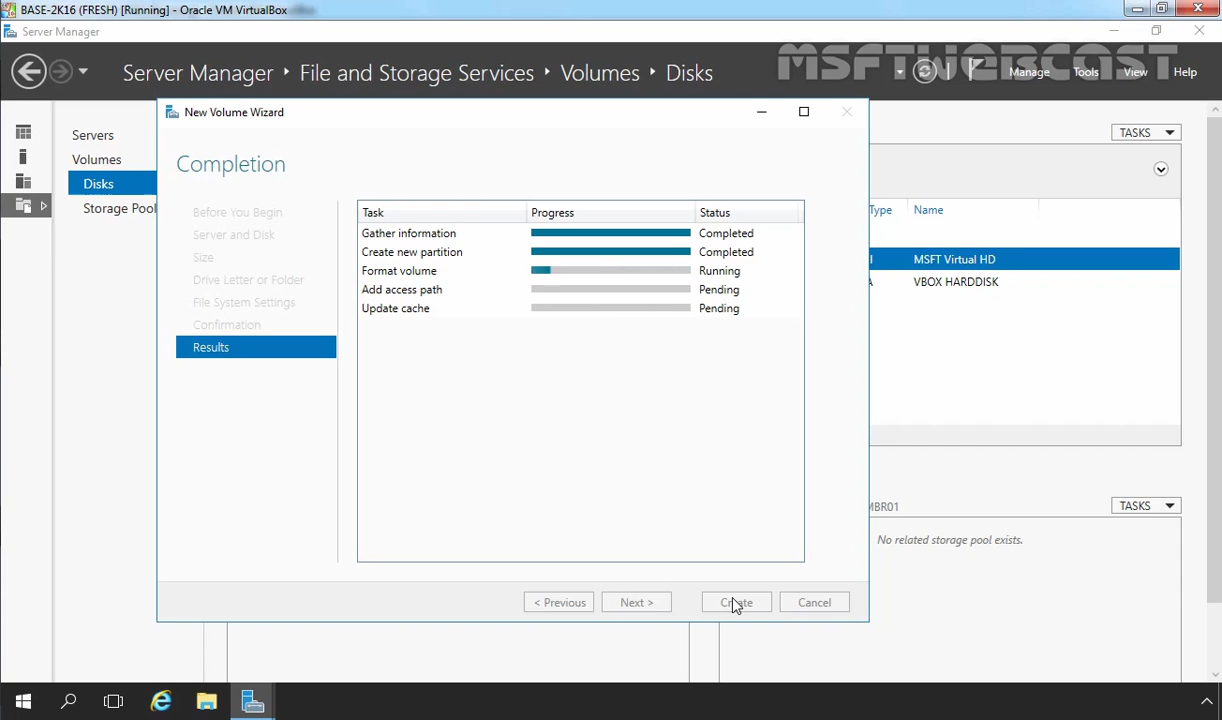 BASE-2K16 (FRESH) [Running] - Oracle VM VirtualBox
Server Manager
Server Manager ‣ File and Storage Services ‣ Volumes ‣ Disks
MSFTWEBCAST
Manage Tools View Help
Servers
Volumes
Disks
Storage Pool
New Volume Wizard
Completion
Before You Begin
Server and Disk
Size
Drive Letter or Folder
File System Settings
Confirmation
Results
Task Progress Status
Gather information Completed
Create new partition Completed
Format volume Running
Add access path Pending
Update cache Pending
< Previous Next > Create Cancel
TASKS
Type Name
MSFT Virtual HD
VBOX HARDDISK
MBR01
TASKS
No related storage pool exists.